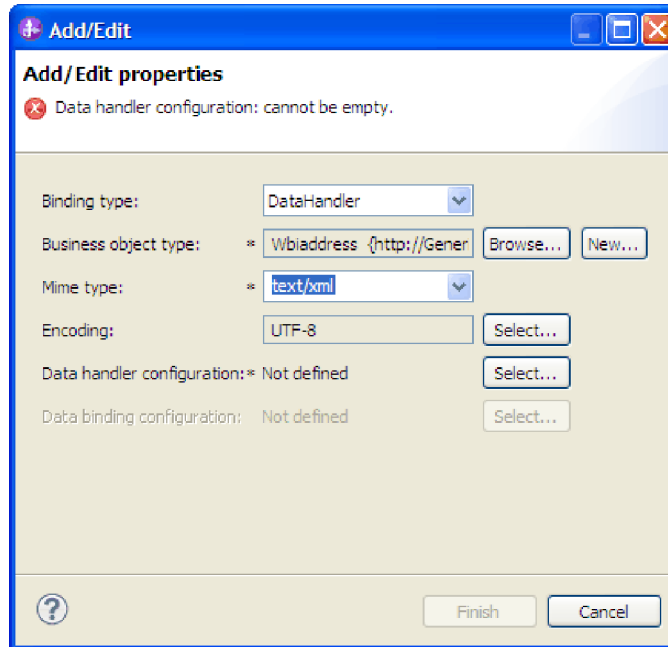 Add/Edit
Add/Edit properties
Data handler configuration: cannot be empty.
Binding type: DataHandler
Business object type: * Wbiaddress {http://Gener Browse... New...
Mime type: * text/xml
Encoding: UTF-8 Select...
Data handler configuration:* Not defined Select...
Data binding configuration: Not defined Select...
? Finish Cancel